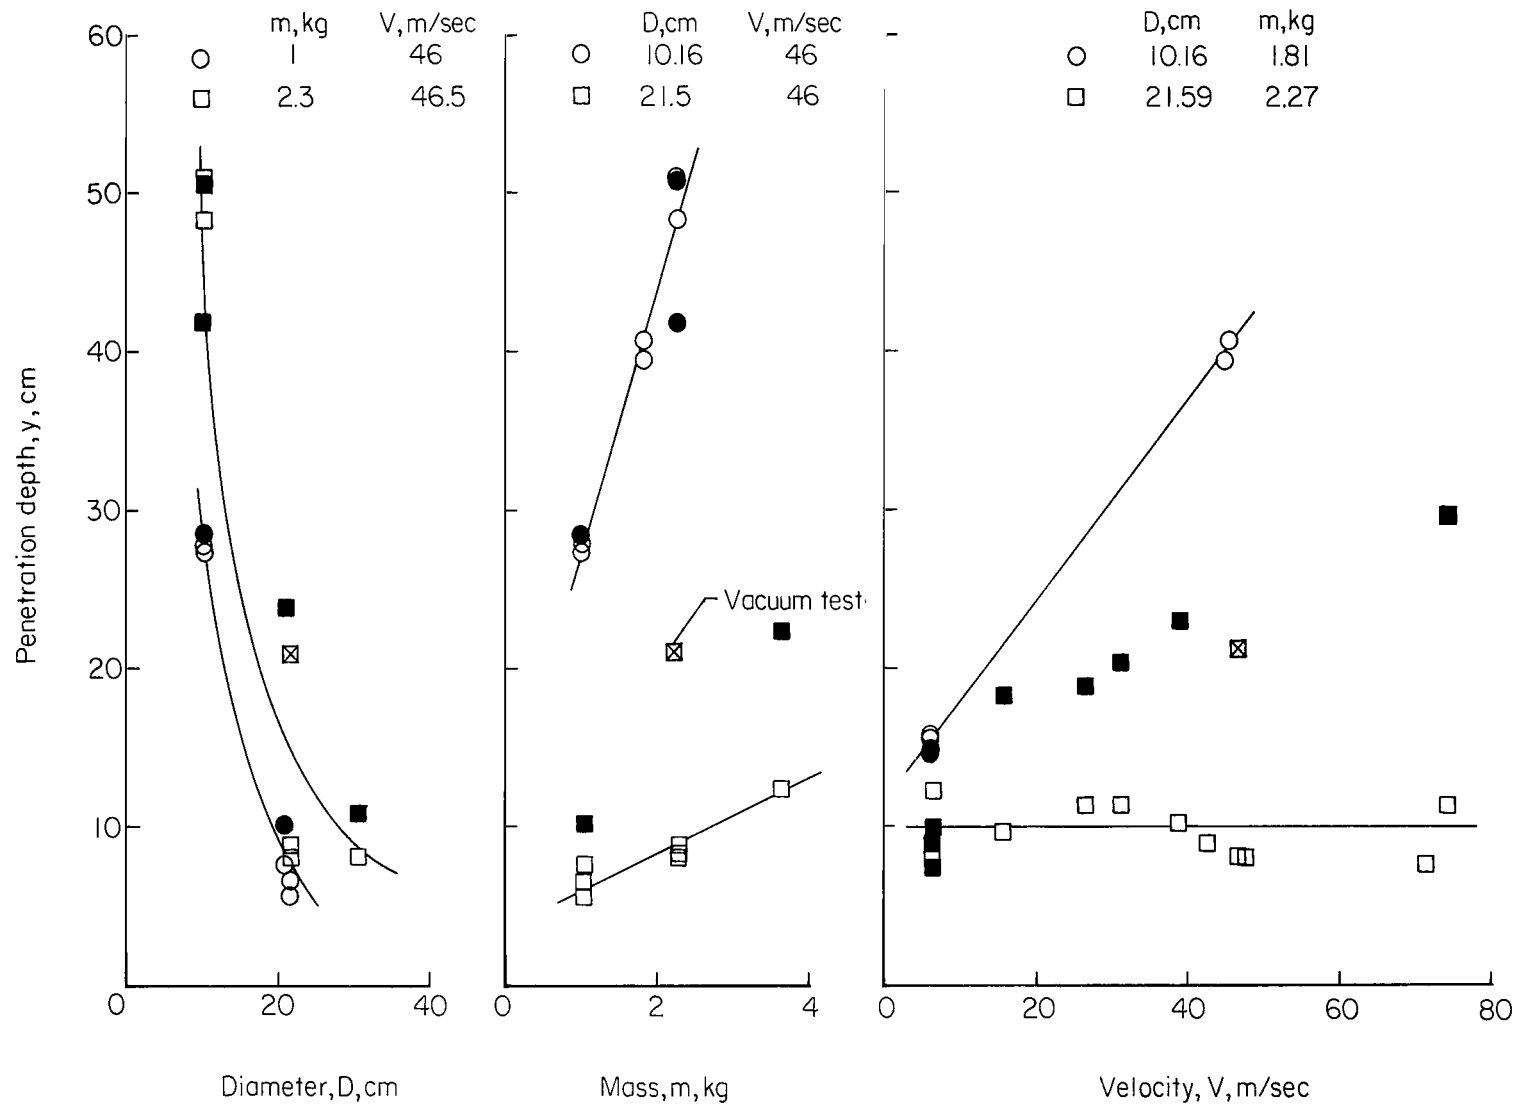 m,kg V,m/sec
1 46
2.3 46.5
D,cm V,m/sec
10.16 46
21.5 46
D,cm m,kg
10.16 1.81
21.59 2.27
60
50
40
30
20
10
Penetration depth, y, cm
Vacuum test
0 20 40
0 2 4
0 20 40 60 80
Diameter, D, cm
Mass, m, kg
Velocity, V, m/sec